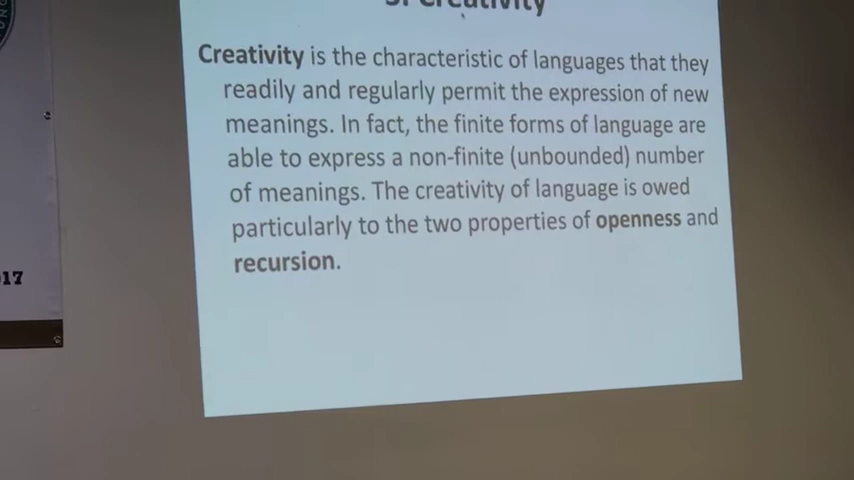 Creativity
Creativity is the characteristic of languages that they
readily and regularly permit the expression of new
meanings. In fact, the finite forms of language are
able to express a non-finite (unbounded) number
of meanings. The creativity of language is owed
particularly to the two properties of openness and
recursion.
17